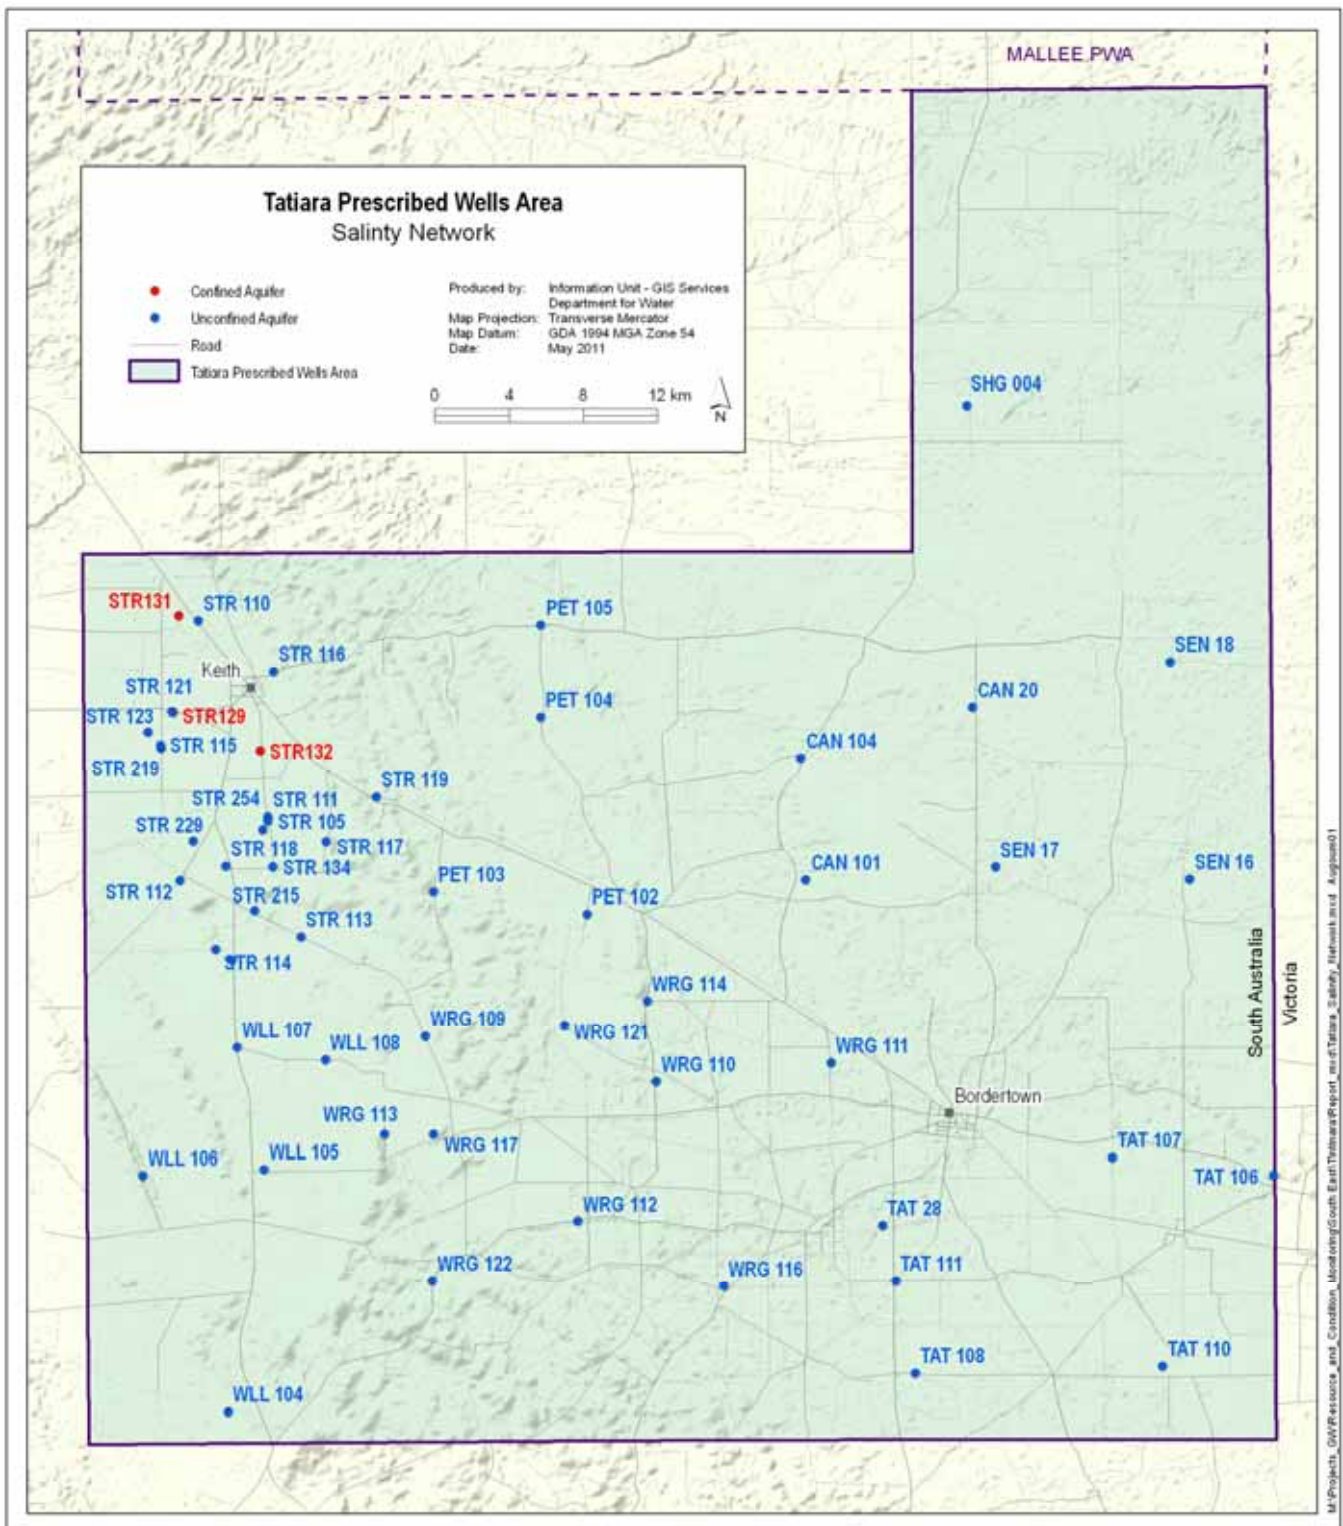 MALLEE PWA
Tatiara Prescribed Wells Area
Salinty Network
Confined Aquifer
Unconfined Aquifer
Road
Tatiara Prescribed Wells Area
Produced by: Information Unit - GIS Services
Department for Water
Map Projection: Transverse Mercator
Map Datum: GDA 1994 MGA Zone 54
Date: May 2011
0 4 8 12 km
N
SHG 004
STR131
STR 110
PET 105
STR 116
SEN 18
Keith
STR 121
CAN 20
STR 123
STR129
PET 104
STR 115
STR132
CAN 104
STR 219
STR 119
STR 254
STR 111
STR 229
STR 105
STR 118
STR 117
SEN 17
STR 134
CAN 101
SEN 16
STR 112
PET 103
STR 215
PET 102
STR 113
STR 114
South Australia
Victoria
WRG 114
WLL 107
WRG 109
WRG 121
WLL 108
WRG 111
WRG 110
Bordertown
WRG 113
WRG 117
TAT 107
WLL 106
WLL 105
TAT 106
WRG 112
TAT 28
WRG 122
WRG 116
TAT 111
TAT 108
TAT 110
WLL 104